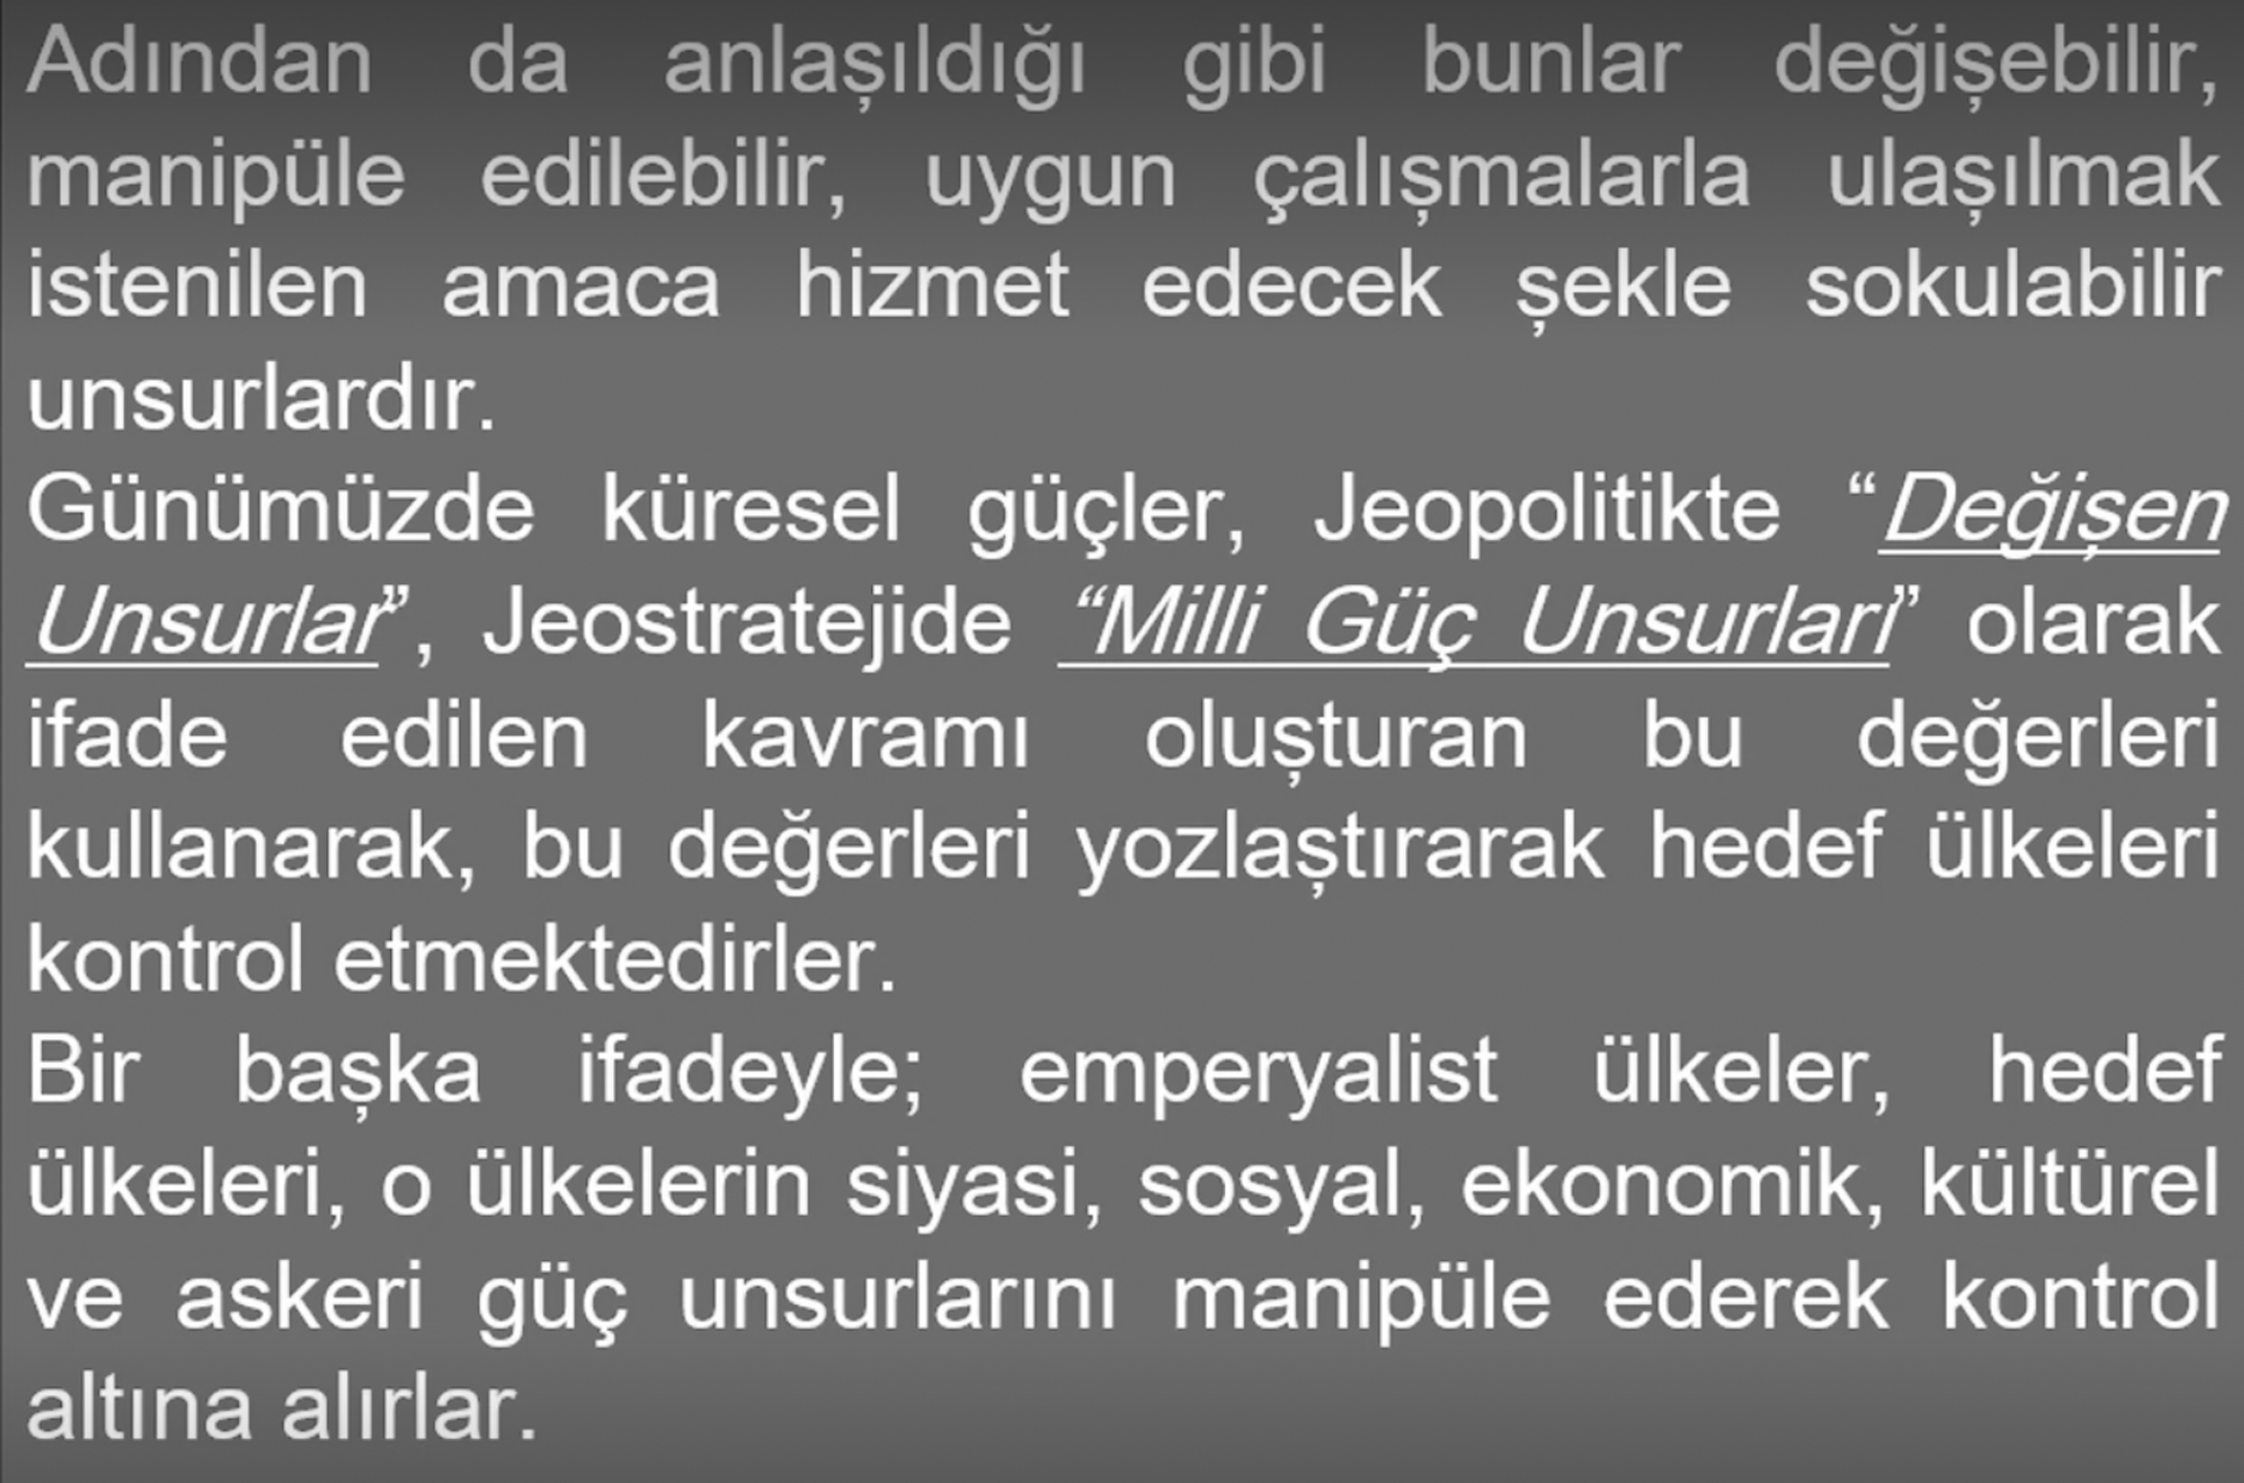 Adından da anlaşıldığı gibi bunlar değişebilir,
manipüle edilebilir, uygun çalışmalarla ulaşılmak
istenilen amaca hizmet edecek şekle sokulabilir
unsurlardır.
Günümüzde küresel güçler, Jeopolitikte “Değişen
Unsurlar”, Jeostratejide “Milli Güç Unsurları” olarak
ifade edilen kavramı oluşturan bu değerleri
kullanarak, bu değerleri yozlaştırarak hedef ülkeleri
kontrol etmektedirler.
Bir başka ifadeyle; emperyalist ülkeler, hedef
ülkeleri, o ülkelerin siyasi, sosyal, ekonomik, kültürel
ve askeri güç unsurlarını manipüle ederek kontrol
altına alırlar.